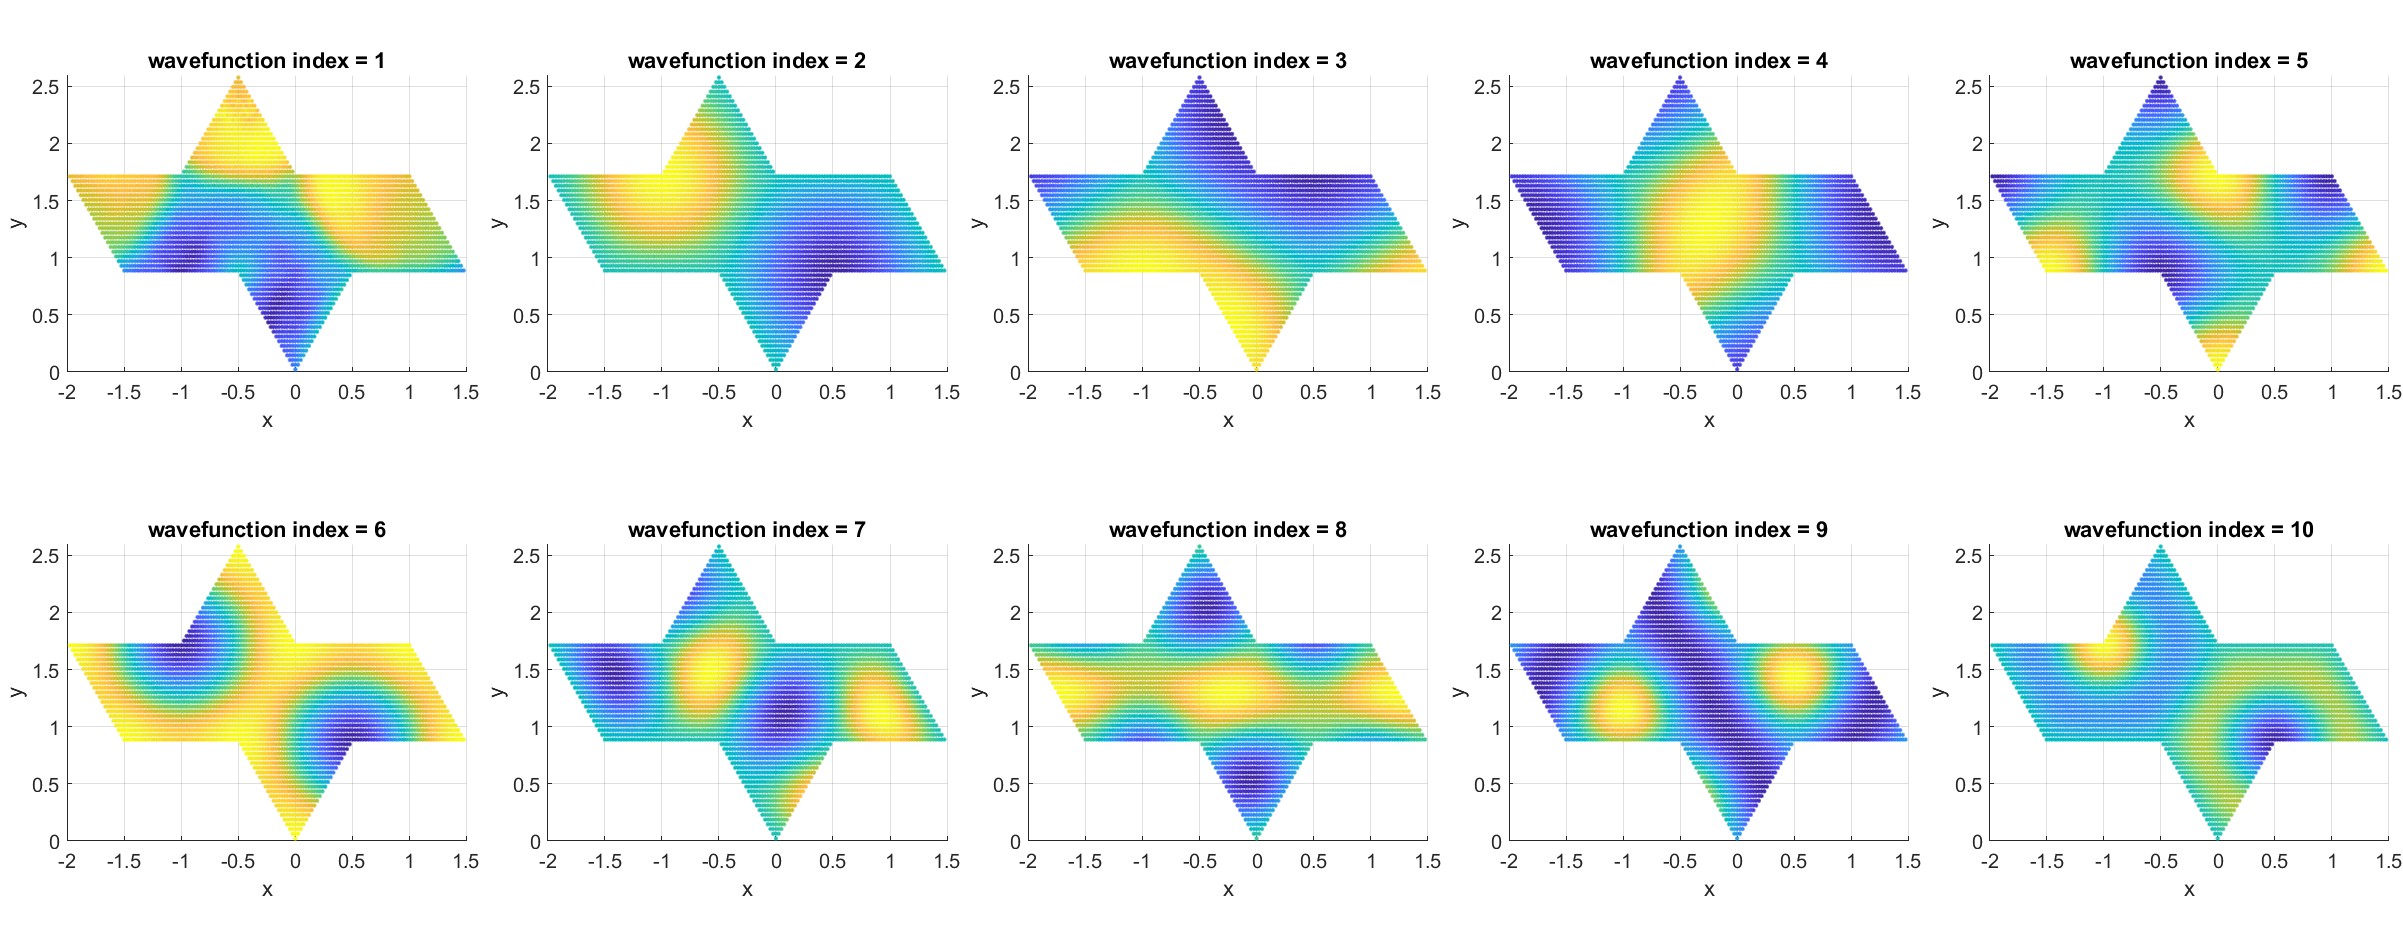 wavefunction index = 1
wavefunction index = 2
wavefunction index = 3
wavefunction index = 4
wavefunction index = 5
2.5 2.5 2.5 2.5 2.5
2 2 2 2 2
1.5 1.5 1.5 1.5 1.5
y y y y y
1 1 1 1 1
0.5 0.5 0.5 0.5 0.5
0 0 0 0 0
-2 -1.5 -1 -0.5 0 0.5 1 1.5 -2 -1.5 -1 -0.5 0 0.5 1 1.5 -2 -1.5 -1 -0.5 0 0.5 1 1.5 -2 -1.5 -1 -0.5 0 0.5 1 1.5 -2 -1.5 -1 -0.5 0 0.5 1 1.5
x x x x x
wavefunction index = 6
wavefunction index = 7
wavefunction index = 8
wavefunction index = 9
wavefunction index = 10
2.5 2.5 2.5 2.5 2.5
2 2 2 2 2
1.5 1.5 1.5 1.5 1.5
y y y y y
1 1 1 1 1
0.5 0.5 0.5 0.5 0.5
0 0 0 0 0
-2 -1.5 -1 -0.5 0 0.5 1 1.5 -2 -1.5 -1 -0.5 0 0.5 1 1.5 -2 -1.5 -1 -0.5 0 0.5 1 1.5 -2 -1.5 -1 -0.5 0 0.5 1 1.5 -2 -1.5 -1 -0.5 0 0.5 1 1.5
x x x x x